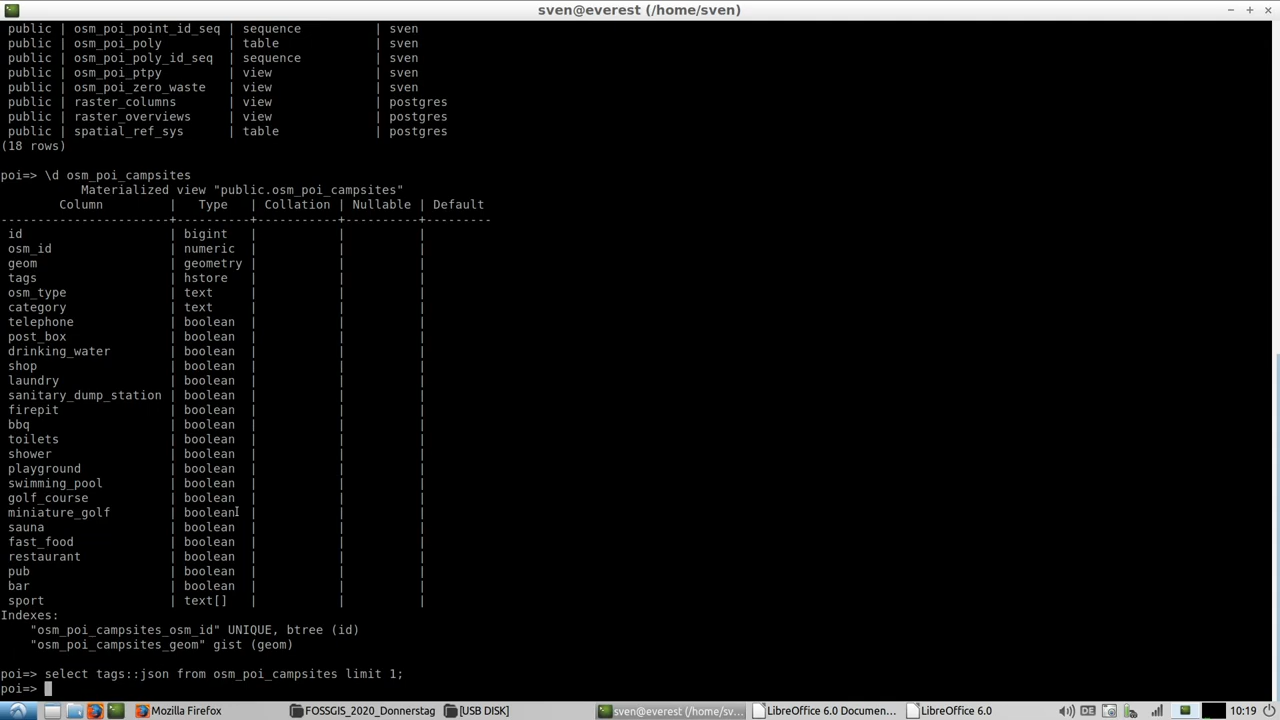 sven@everest (/home/sven)
public | osm_poi_point_id_seq | sequence | sven
public | osm_poi_poly | table | sven
public | osm_poi_poly_id_seq | sequence | sven
public | osm_poi_ptpy | view | sven
public | osm_poi_zero_waste | view | sven
public | raster_columns | view | postgres
public | raster_overviews | view | postgres
public | spatial_ref_sys | table | postgres
(18 rows)
poi=> \d osm_poi_campsites
Materialized view "public.osm_poi_campsites"
Column | Type | Collation | Nullable | Default
-----------------------+----------+-----------+----------+---------
id | bigint | | |
osm_id | numeric | | |
geom | geometry | | |
tags | hstore | | |
osm_type | text | | |
category | text | | |
telephone | boolean | | |
post_box | boolean | | |
drinking_water | boolean | | |
shop | boolean | | |
laundry | boolean | | |
sanitary_dump_station | boolean | | |
firepit | boolean | | |
bbq | boolean | | |
toilets | boolean | | |
shower | boolean | | |
playground | boolean | | |
swimming_pool | boolean | | |
golf_course | boolean | | |
miniature_golf | boolean | | |
sauna | boolean | | |
fast_food | boolean | | |
restaurant | boolean | | |
pub | boolean | | |
bar | boolean | | |
sport | text[] | | |
Indexes:
"osm_poi_campsites_osm_id" UNIQUE, btree (id)
"osm_poi_campsites_geom" gist (geom)
poi=> select tags::json from osm_poi_campsites limit 1;
poi=>
Mozilla Firefox FOSSGIS_2020_Donnerstag [USB DISK] sven@everest (/home/sve... LibreOffice 6.0 Documen... LibreOffice 6.0 DE 10:19